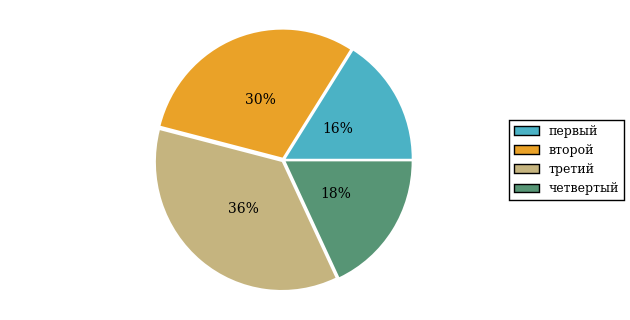 30%
16%
18%
36%
первый
второй
третий
четвертый